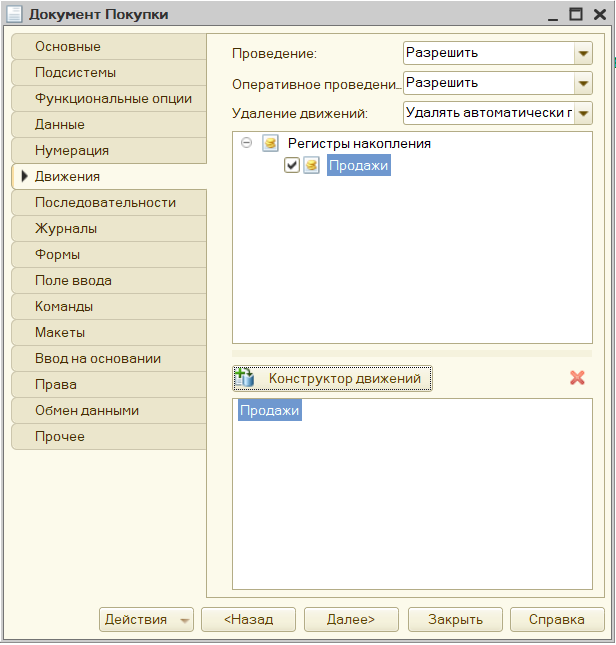 Документ Покупки
Основные
Подсистемы
Функциональные опции
Данные
Нумерация
Движения
Последовательности
Журналы
Формы
Поле ввода
Команды
Макеты
Ввод на основании
Права
Обмен данными
Прочее
Проведение: Разрешить
Оперативное проведени... Разрешить
Удаление движений: Удалять автоматически г
Регистры накопления
Продажи
Конструктор движений
Продажи
Действия <Назад Далее> Закрыть Справка